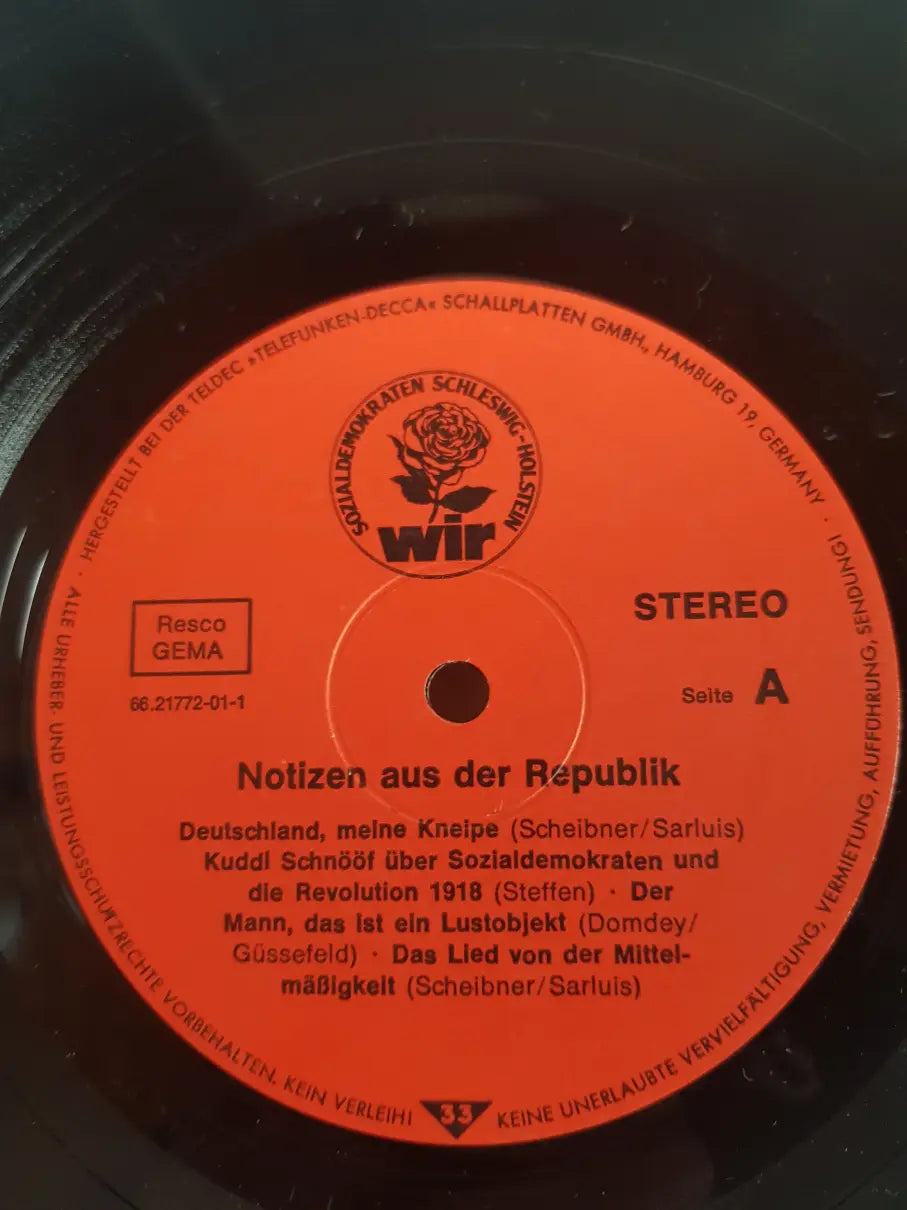 HERGESTELLT BEI DER TELDEC »TELEFUNKEN-DECCA« SCHALLPLATTEN GMBH., HAMBURG 19, GERMANY ·
SOZIALDEMOKRATEN SCHLESWIG-HOLSTEIN
wir
Resco
GEMA
66.21772-01-1
STEREO
Seite A
Notizen aus der Republik
Deutschland, meine Kneipe (Scheibner/Sarluis)
Kuddl Schnööf über Sozialdemokraten und
die Revolution 1918 (Steffen) · Der
Mann, das ist ein Lustobjekt (Domdey/
Güssefeld) · Das Lied von der Mittel-
mäßigkeit (Scheibner/Sarluis)
· ALLE URHEBER- UND LEISTUNGSSCHUTZRECHTE VORBEHALTEN. KEIN VERLEIH!
33
KEINE UNERLAUBTE VERVIELFÄLTIGUNG, VERMIETUNG, AUFFÜHRUNG, SENDUNG!